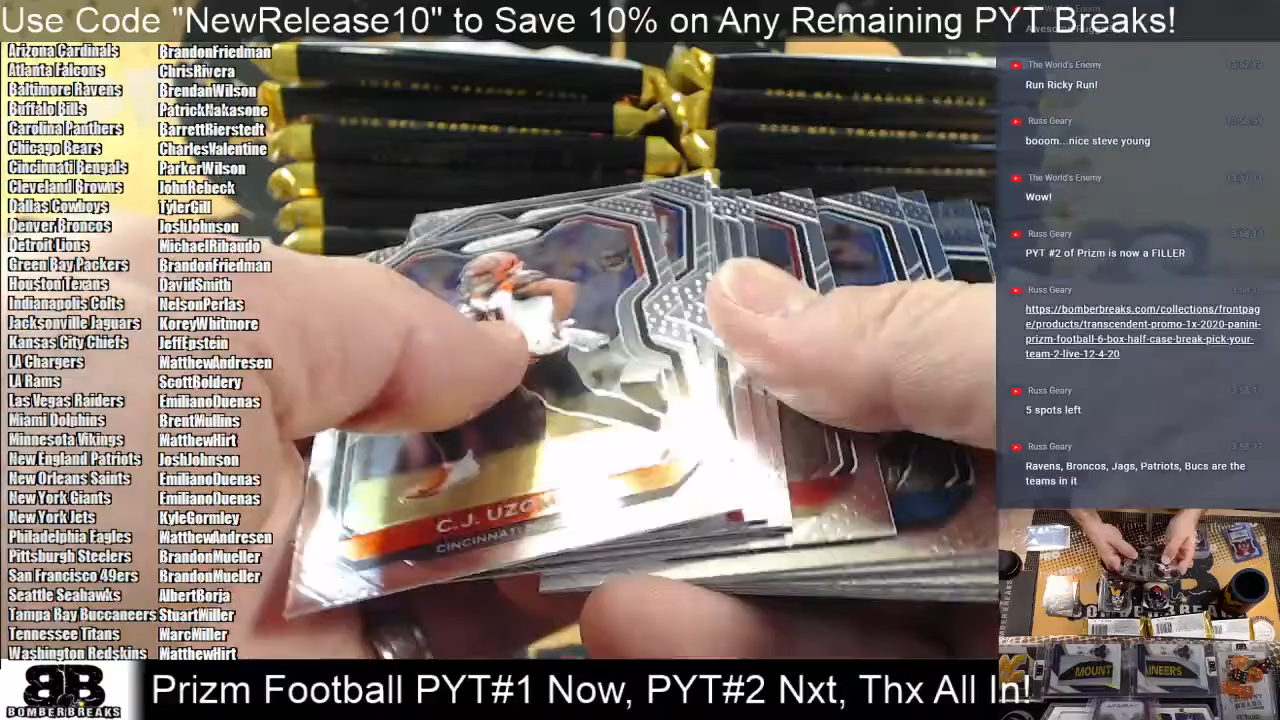 Use Code "NewRelease10" to Save 10% on Any Remaining PYT Breaks!
Arizona Cardinals BrandonFriedman
Atlanta Falcons ChrisRivera
Baltimore Ravens BrendanWilson
Buffalo Bills PatrickNakasone
Carolina Panthers BarrettBierstedt
Chicago Bears CharlesValentine
Cincinnati Bengals ParkerWilson
Cleveland Browns JohnRebeck
Dallas Cowboys TylerGill
Denver Broncos JoshJohnson
Detroit Lions MichaelRibaudo
Green Bay Packers BrandonFriedman
Houston Texans DavidSmith
Indianapolis Colts NelsonPerlas
Jacksonville Jaguars KoreyWhitmore
Kansas City Chiefs JeffEpstein
LA Chargers MatthewAndresen
LA Rams ScottBoldery
Las Vegas Raiders EmilianoDuenas
Miami Dolphins BrentMullins
Minnesota Vikings MatthewHirt
New England Patriots JoshJohnson
New Orleans Saints EmilianoDuenas
New York Giants EmilianoDuenas
New York Jets KyleGormley
Philadelphia Eagles MatthewAndresen
Pittsburgh Steelers BrandonMueller
San Francisco 49ers BrandonMueller
Seattle Seahawks AlbertBorja
Tampa Bay Buccaneers StuartMiller
Tennessee Titans MarcMiller
Washington Redskins MatthewHirt
2020 NFL TRADING CARDS
C.J. UZO
CINCINNATI
The World's Enemy
Run Ricky Run!
Russ Geary
booom...nice steve young
The World's Enemy
Wow!
Russ Geary
PYT #2 of Prizm is now a FILLER
Russ Geary
https://bomberbreaks.com/collections/frontpag
e/products/transcendent-promo-1x-2020-panini-
prizm-football-6-box-half-case-break-pick-your-
team-2-live-12-4-20
Russ Geary
5 spots left
Russ Geary
Ravens, Broncos, Jags, Patriots, Bucs are the
teams in it
MOUNT
AINEERS
BOMBERBREAKS
Prizm Football PYT#1 Now, PYT#2 Nxt, Thx All In!